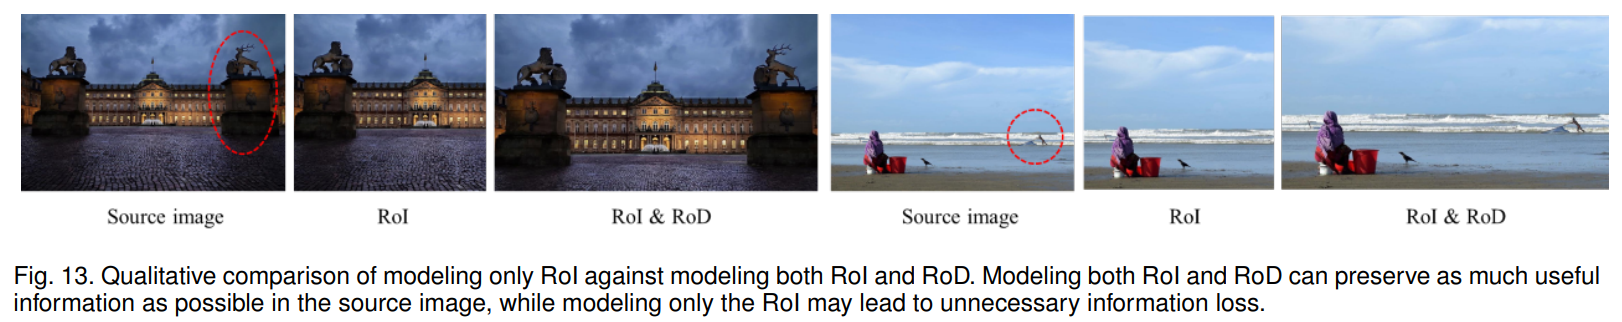 Source image RoI RoI & RoD Source image RoI RoI & RoD
Fig. 13. Qualitative comparison of modeling only RoI against modeling both RoI and RoD. Modeling both RoI and RoD can preserve as much useful
information as possible in the source image, while modeling only the RoI may lead to unnecessary information loss.